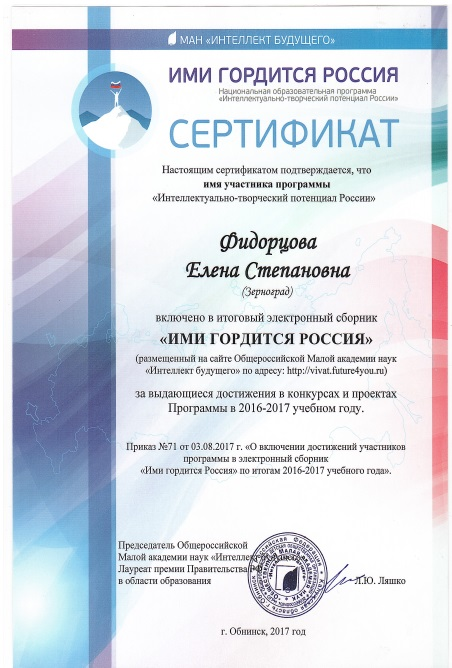 МАН «ИНТЕЛЛЕКТ БУДУЩЕГО»
ИМИ ГОРДИТСЯ РОССИЯ
Национальная образовательная программа
«Интеллектуально-творческий потенциал России»
СЕРТИФИКАТ
Настоящим сертификатом подтверждается, что
имя участника программы
«Интеллектуально-творческий потенциал России»
Фидорцова
Елена Степановна
(Зерноград)
включено в итоговый электронный сборник
«ИМИ ГОРДИТСЯ РОССИЯ»
(размещенный на сайте Общероссийской Малой академии наук
«Интеллект будущего» по адресу: http://vivat.future4you.ru)
за выдающиеся достижения в конкурсах и проектах
Программы в 2016-2017 учебном году.
Приказ №71 от 03.08.2017 г. «О включении достижений участников
программы в электронный сборник
«Ими гордится Россия» по итогам 2016-2017 учебного года».
Председатель Общероссийской
Малой академии наук «Интеллект будущего»
Лауреат премии Правительства РФ
в области образования
Л.Ю. Ляшко
г. Обнинск, 2017 год